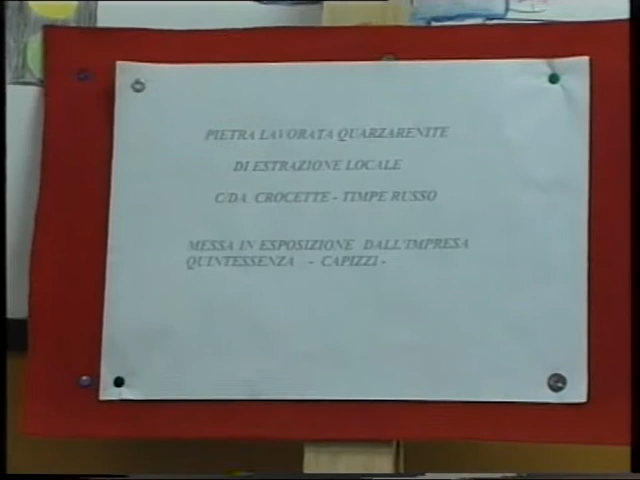 PIETRA LAVORATA QUARZARENITE
DI ESTRAZIONE LOCALE
C/DA CROCETTE - TIMPE RUSSO
MESSA IN ESPOSIZIONE DALL'IMPRESA
QUINTESSENZA - CAPIZZI -